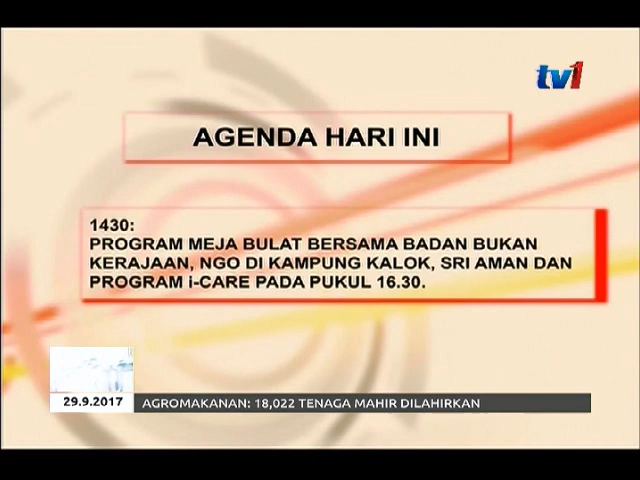 tv1
AGENDA HARI INI
1430:
PROGRAM MEJA BULAT BERSAMA BADAN BUKAN
KERAJAAN, NGO DI KAMPUNG KALOK, SRI AMAN DAN
PROGRAM i-CARE PADA PUKUL 16.30.
29.9.2017
AGROMAKANAN: 18,022 TENAGA MAHIR DILAHIRKAN